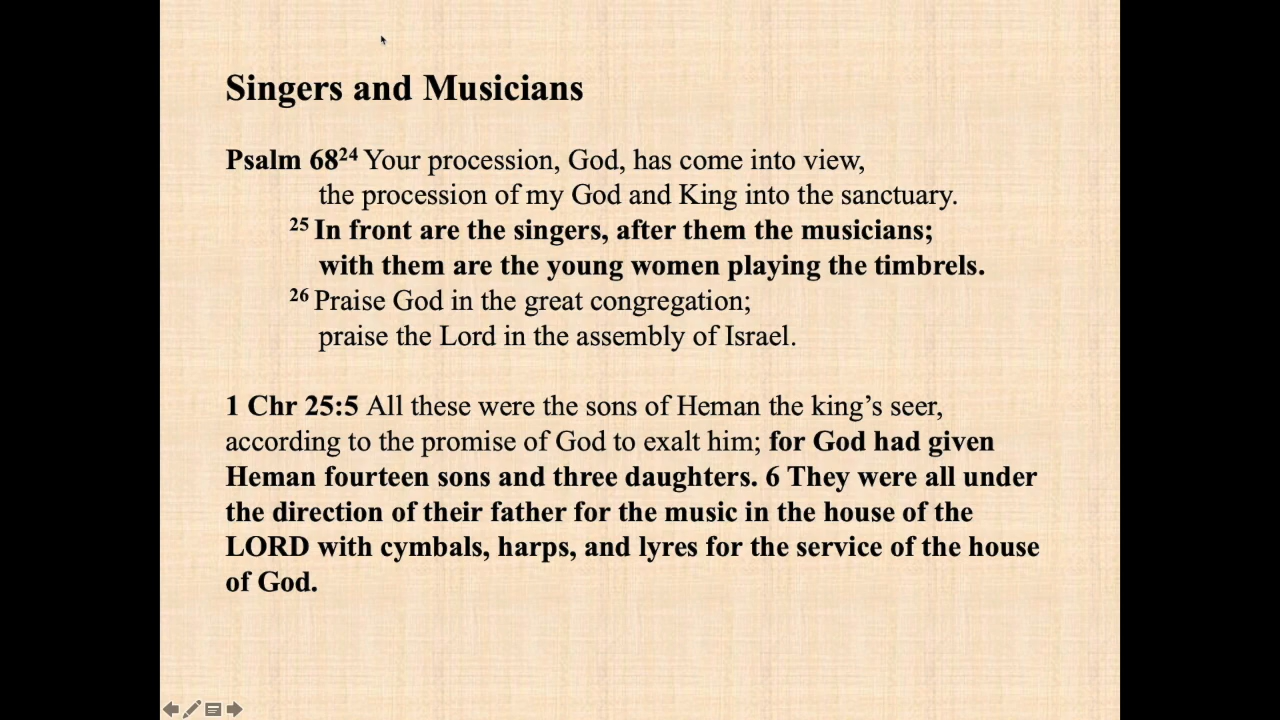 Singers and Musicians
Psalm 68²⁴ Your procession, God, has come into view,
the procession of my God and King into the sanctuary.
²⁵ In front are the singers, after them the musicians;
with them are the young women playing the timbrels.
²⁶ Praise God in the great congregation;
praise the Lord in the assembly of Israel.
1 Chr 25:5 All these were the sons of Heman the king’s seer,
according to the promise of God to exalt him; for God had given
Heman fourteen sons and three daughters. 6 They were all under
the direction of their father for the music in the house of the
LORD with cymbals, harps, and lyres for the service of the house
of God.